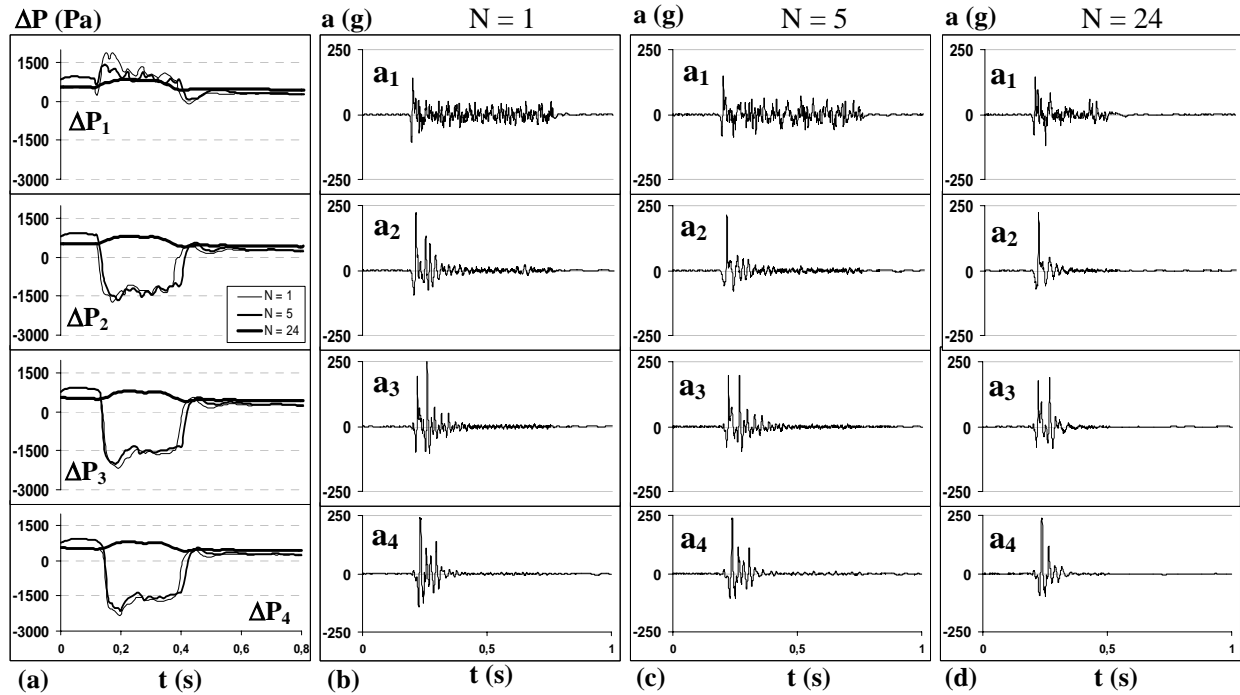 ΔP (Pa) a (g) N = 1 a (g) N = 5 a (g) N = 24
1500
0
-1500
-3000
ΔP1
1500
0
-1500
-3000
ΔP2
N = 1
N = 5
N = 24
1500
0
-1500
-3000
ΔP3
1500
0
-1500
-3000
ΔP4
0 0,2 0,4 0,6 0,8
(a) t (s)
250
0
-250
a1
250
0
-250
a2
250
0
-250
a3
250
0
-250
a4
0 0,5 1
(b) t (s)
250
0
-250
a1
250
0
-250
a2
250
0
-250
a3
250
0
-250
a4
0 0,5 1
(c) t (s)
250
0
-250
a1
250
0
-250
a2
250
0
-250
a3
250
0
-250
a4
0 0,5 1
(d) t (s)